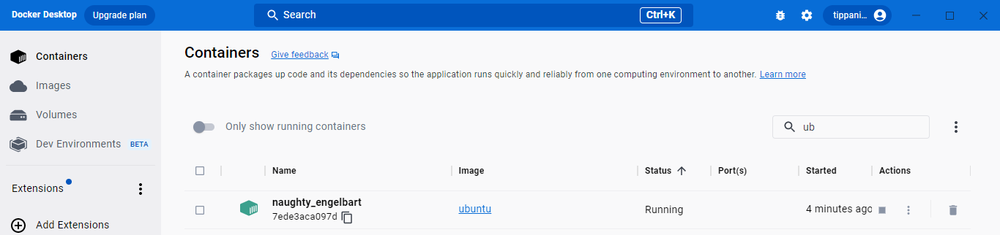 Docker Desktop Upgrade plan Search Ctrl+K tippani...
Containers
Images
Volumes
Dev Environments BETA
Extensions
Add Extensions
Containers Give feedback
A container packages up code and its dependencies so the application runs quickly and reliably from one computing environment to another. Learn more
Only show running containers ub
Name Image Status Port(s) Started Actions
naughty_engelbart ubuntu Running 4 minutes ago
7ede3aca097d